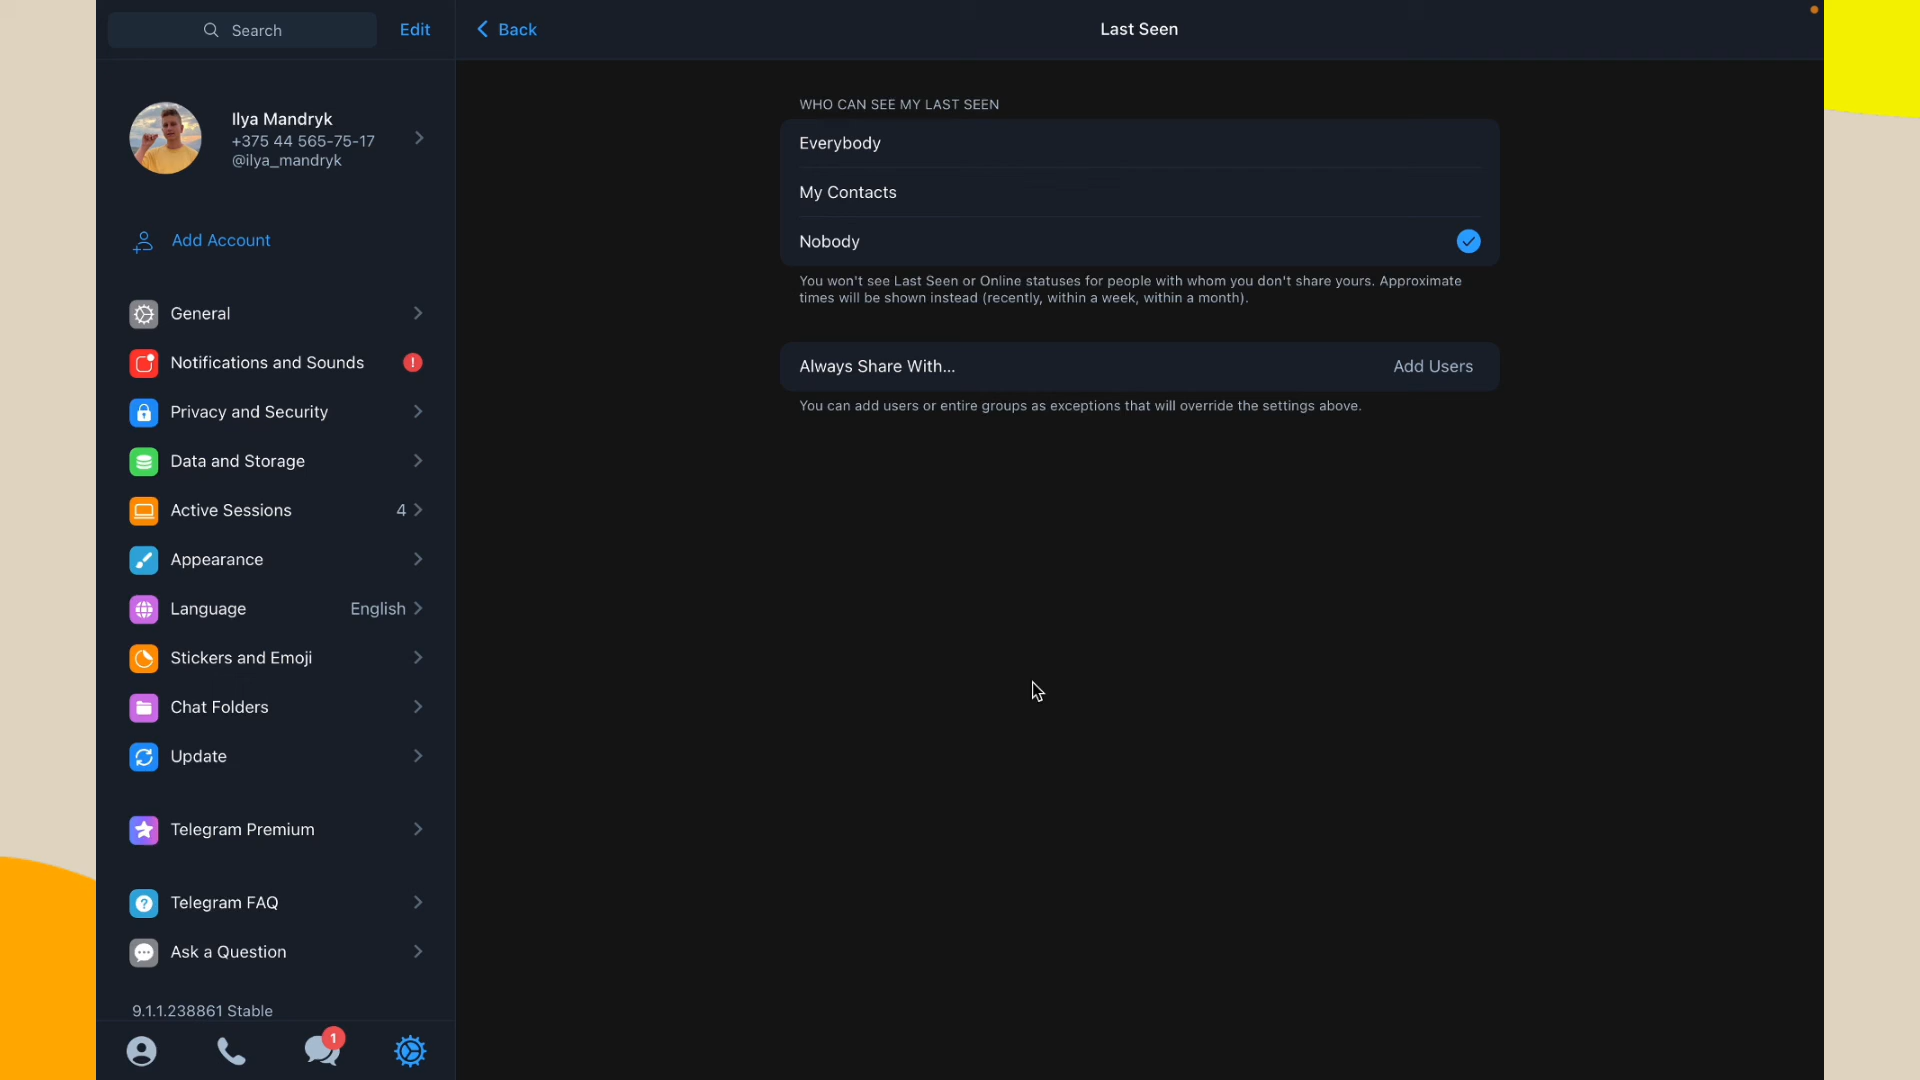 Search
Edit
Back
Last Seen
Ilya Mandryk
+375 44 565-75-17
@ilya_mandryk
Add Account
General
Notifications and Sounds !
Privacy and Security
Data and Storage
Active Sessions 4
Appearance
Language English
Stickers and Emoji
Chat Folders
Update
Telegram Premium
Telegram FAQ
Ask a Question
9.1.1.238861 Stable
1
WHO CAN SEE MY LAST SEEN
Everybody
My Contacts
Nobody
You won't see Last Seen or Online statuses for people with whom you don't share yours. Approximate
times will be shown instead (recently, within a week, within a month).
Always Share With... Add Users
You can add users or entire groups as exceptions that will override the settings above.